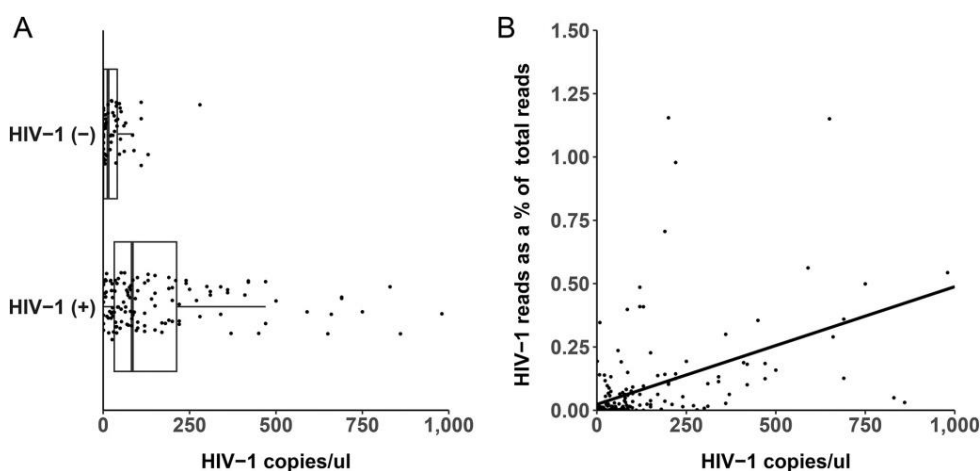 A
HIV−1 (−)
HIV−1 (+)
0
250
500
750
1,000
HIV−1 copies/ul
B
HIV−1 reads as a % of total reads
1.50
1.25
1.00
0.75
0.50
0.25
0.00
0
250
500
750
1,000
HIV−1 copies/ul